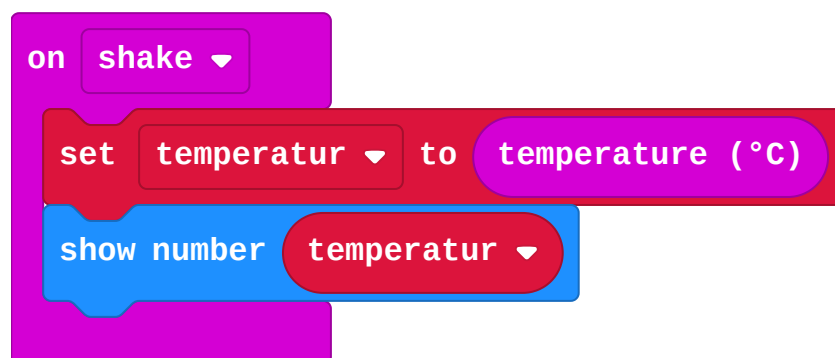 on shake
set temperatur to temperature (°C)
show number temperatur